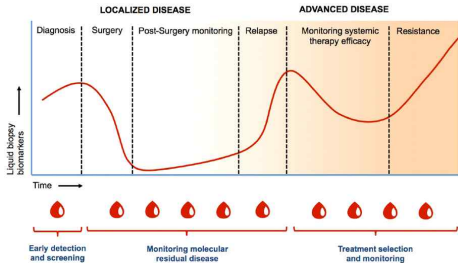 LOCALIZED DISEASE
ADVANCED DISEASE
Diagnosis
Surgery
Post-Surgery monitoring
Relapse
Monitoring systemic
therapy efficacy
Resistance
Liquid biopsy
biomarkers
Time
Early detection
and screening
Monitoring molecular
residual disease
Treatment selection
and monitoring